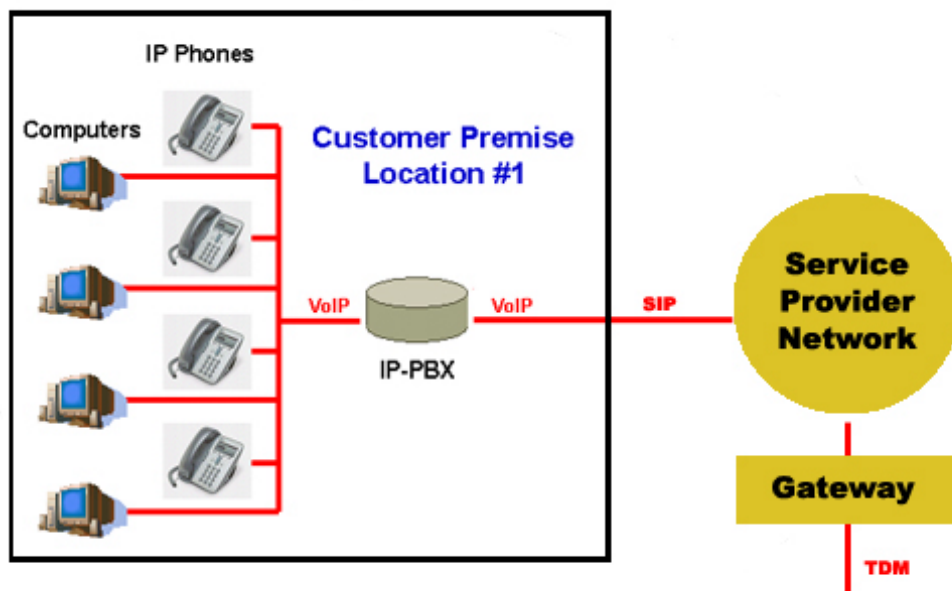 IP Phones
Computers
Customer Premise
Location #1
VoIP
VoIP
IP-PBX
SIP
Service
Provider
Network
Gateway
TDM